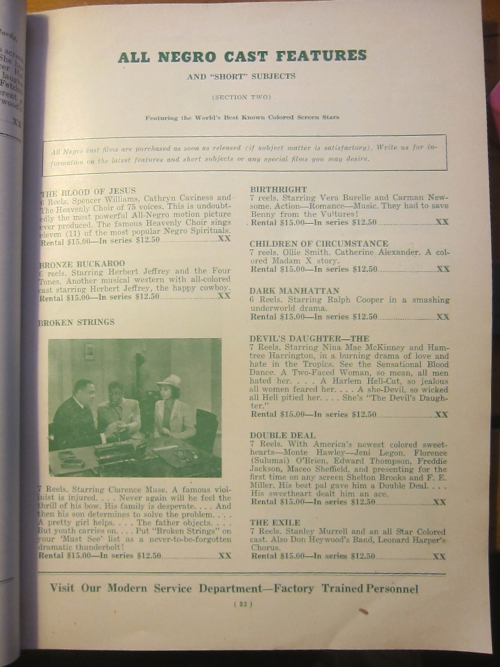 ALL NEGRO CAST FEATURES
AND "SHORT" SUBJECTS
(SECTION TWO)
Featuring the World's Best Known Colored Screen Stars
All Negro cast films are purchased as soon as released (if subject matter is satisfactory). Write us for in-
formation on the latest features and short subjects or any special films you may desire.
THE BLOOD OF JESUS
6 Reels, Spencer Williams, Cathryn Caviness and
The Heavenly Choir of 75 voices. This is undoubt-
edly the most powerful All-Negro motion picture
ever produced. The famous Heavenly Choir sings
eleven (11) of the most popular Negro Spirituals.
Rental $15.00—In series $12.50 XX
BRONZE BUCKAROO
6 reels. Starring Herbert Jeffrey and the Four
Tones. Another musical western with all-colored
cast starring Herbert Jeffrey, the happy cowboy.
Rental $15.00—In series $12.50 XX
BROKEN STRINGS
7 Reels. Starring Clarence Muse. A famous viol-
inist is injured. . . . Never again will he feel the
thrill of his bow. His family is desperate. . . . And
then his son determines to solve the problem. . . .
A pretty girl helps. . . . The father objects. . . .
But youth carries on. . . . Put "Broken Strings" on
your 'Must See' list as a never-to-be-forgotten
dramatic thunderbolt!
Rental $15.00—In series $12.50 XX
BIRTHRIGHT
7 reels. Starring Vera Burelle and Carman New-
some. Action—Romance—Music. They had to save
Benny from the Vultures!
Rental $15.00—In series $12.50 XX
CHILDREN OF CIRCUMSTANCE
7 reels. Ollie Smith, Catherine Alexander. A col-
ored Madam X story.
Rental $15.00—In series $12.50 XX
DARK MANHATTAN
6 Reels. Starring Ralph Cooper in a smashing
underworld drama.
Rental $15.00—In series $12.50 XX
DEVIL'S DAUGHTER—THE
7 Reels, Starring Nina Mae McKinney and Ham-
tree Harrington, in a burning drama of love and
hate in the Tropics. See the Sensational Blood
Dance. A Two-Faced Woman, so mean, all men
hated her. . . . A Harlem Hell-Cat, so jealous
all women feared her. . . . A she-Devil, so wicked
all Hell pitied her. . . . She's "The Devil's Daugh-
ter."
Rental $15.00—In series $12.50 XX
DOUBLE DEAL
7 Reels. With America's newest colored sweet-
hearts—Monte Hawley—Jeni Legon, Florence
O'Brien, Edward Thompson, Freddie
Jackson, Maceo Sheffield, and presenting for the
first time on any screen Shelton Brooks and F. E.
Miller. His best pal gave him a Double Deal. . . .
His sweetheart dealt him an ace.
Rental $15.00—In series $12.50 XX
THE EXILE
7 Reels. Stanley Murrell and an all Star Colored
cast. Also Don Heywood's Band, Leonard Harper's
Chorus.
Rental $15.00—In series $12.50 XX
Visit Our Modern Service Department—Factory Trained Personnel